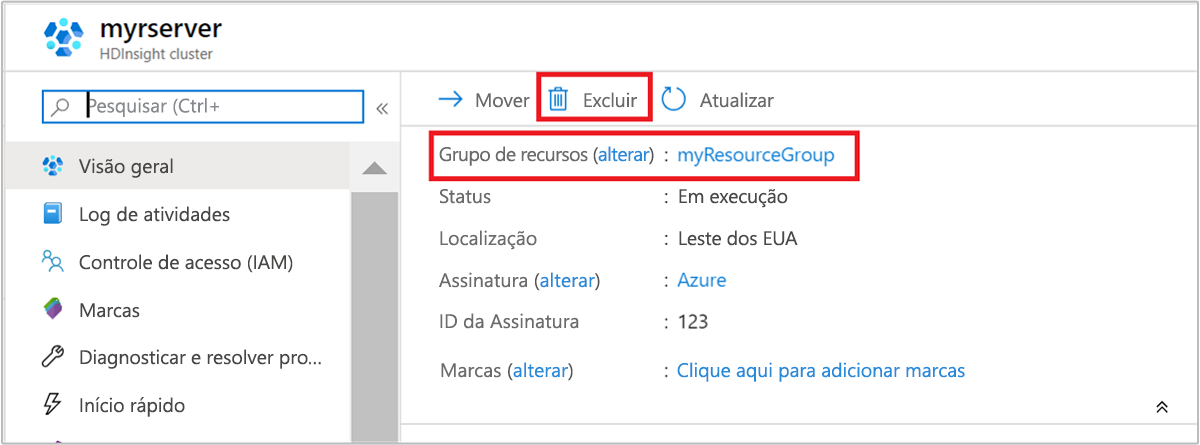 myrserver
HDInsight cluster
Pesquisar (Ctrl+
«
Mover
Excluir
Atualizar
Visão geral
Log de atividades
Controle de acesso (IAM)
Marcas
Diagnosticar e resolver pro...
Início rápido
Grupo de recursos (alterar) : myResourceGroup
Status : Em execução
Localização : Leste dos EUA
Assinatura (alterar) : Azure
ID da Assinatura : 123
Marcas (alterar) : Clique aqui para adicionar marcas